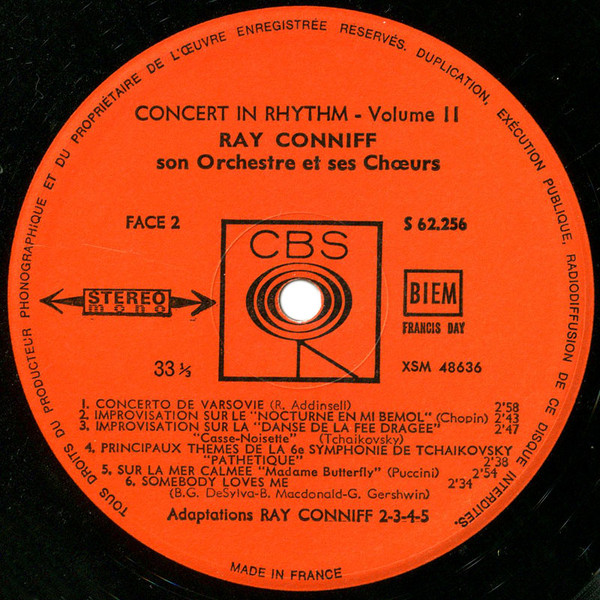 TOUS DROITS DU PRODUCTEUR PHONOGRAPHIQUE ET DU PROPRIÉTAIRE DE L'ŒUVRE ENREGISTRÉE RÉSERVÉS. DUPLICATION, EXÉCUTION PUBLIQUE, RADIODIFFUSION DE CE DISQUE INTERDITES.
CONCERT IN RHYTHM - Volume II
RAY CONNIFF
son Orchestre et ses Chœurs
FACE 2
S 62.256
CBS
STEREO
mono
BIEM
FRANCIS DAY
33 ⅓
XSM 48636
1. CONCERTO DE VARSOVIE (R. Addinsell) 2'58
2. IMPROVISATION SUR LE "NOCTURNE EN MI BEMOL" (Chopin) 2'43
3. IMPROVISATION SUR LA "DANSE DE LA FEE DRAGEE" 2'47
"Casse-Noisette" (Tchaikovsky)
4. PRINCIPAUX THEMES DE LA 6e SYMPHONIE DE TCHAIKOVSKY
"PATHETIQUE" 2'38
5. SUR LA MER CALMEE "Madame Butterfly" (Puccini) 2'54
6. SOMEBODY LOVES ME 2'34
(B.G. DeSylva-B. Macdonald-G. Gershwin)
Adaptations RAY CONNIFF 2-3-4-5
MADE IN FRANCE